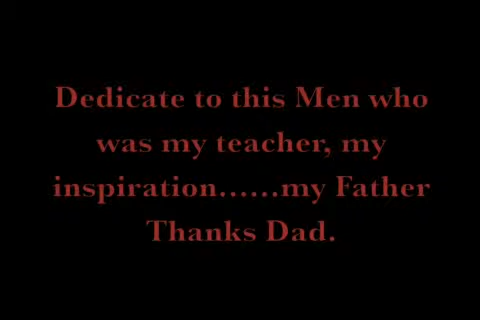 Dedicate to this Men who
was my teacher, my
inspiration......my Father
Thanks Dad.